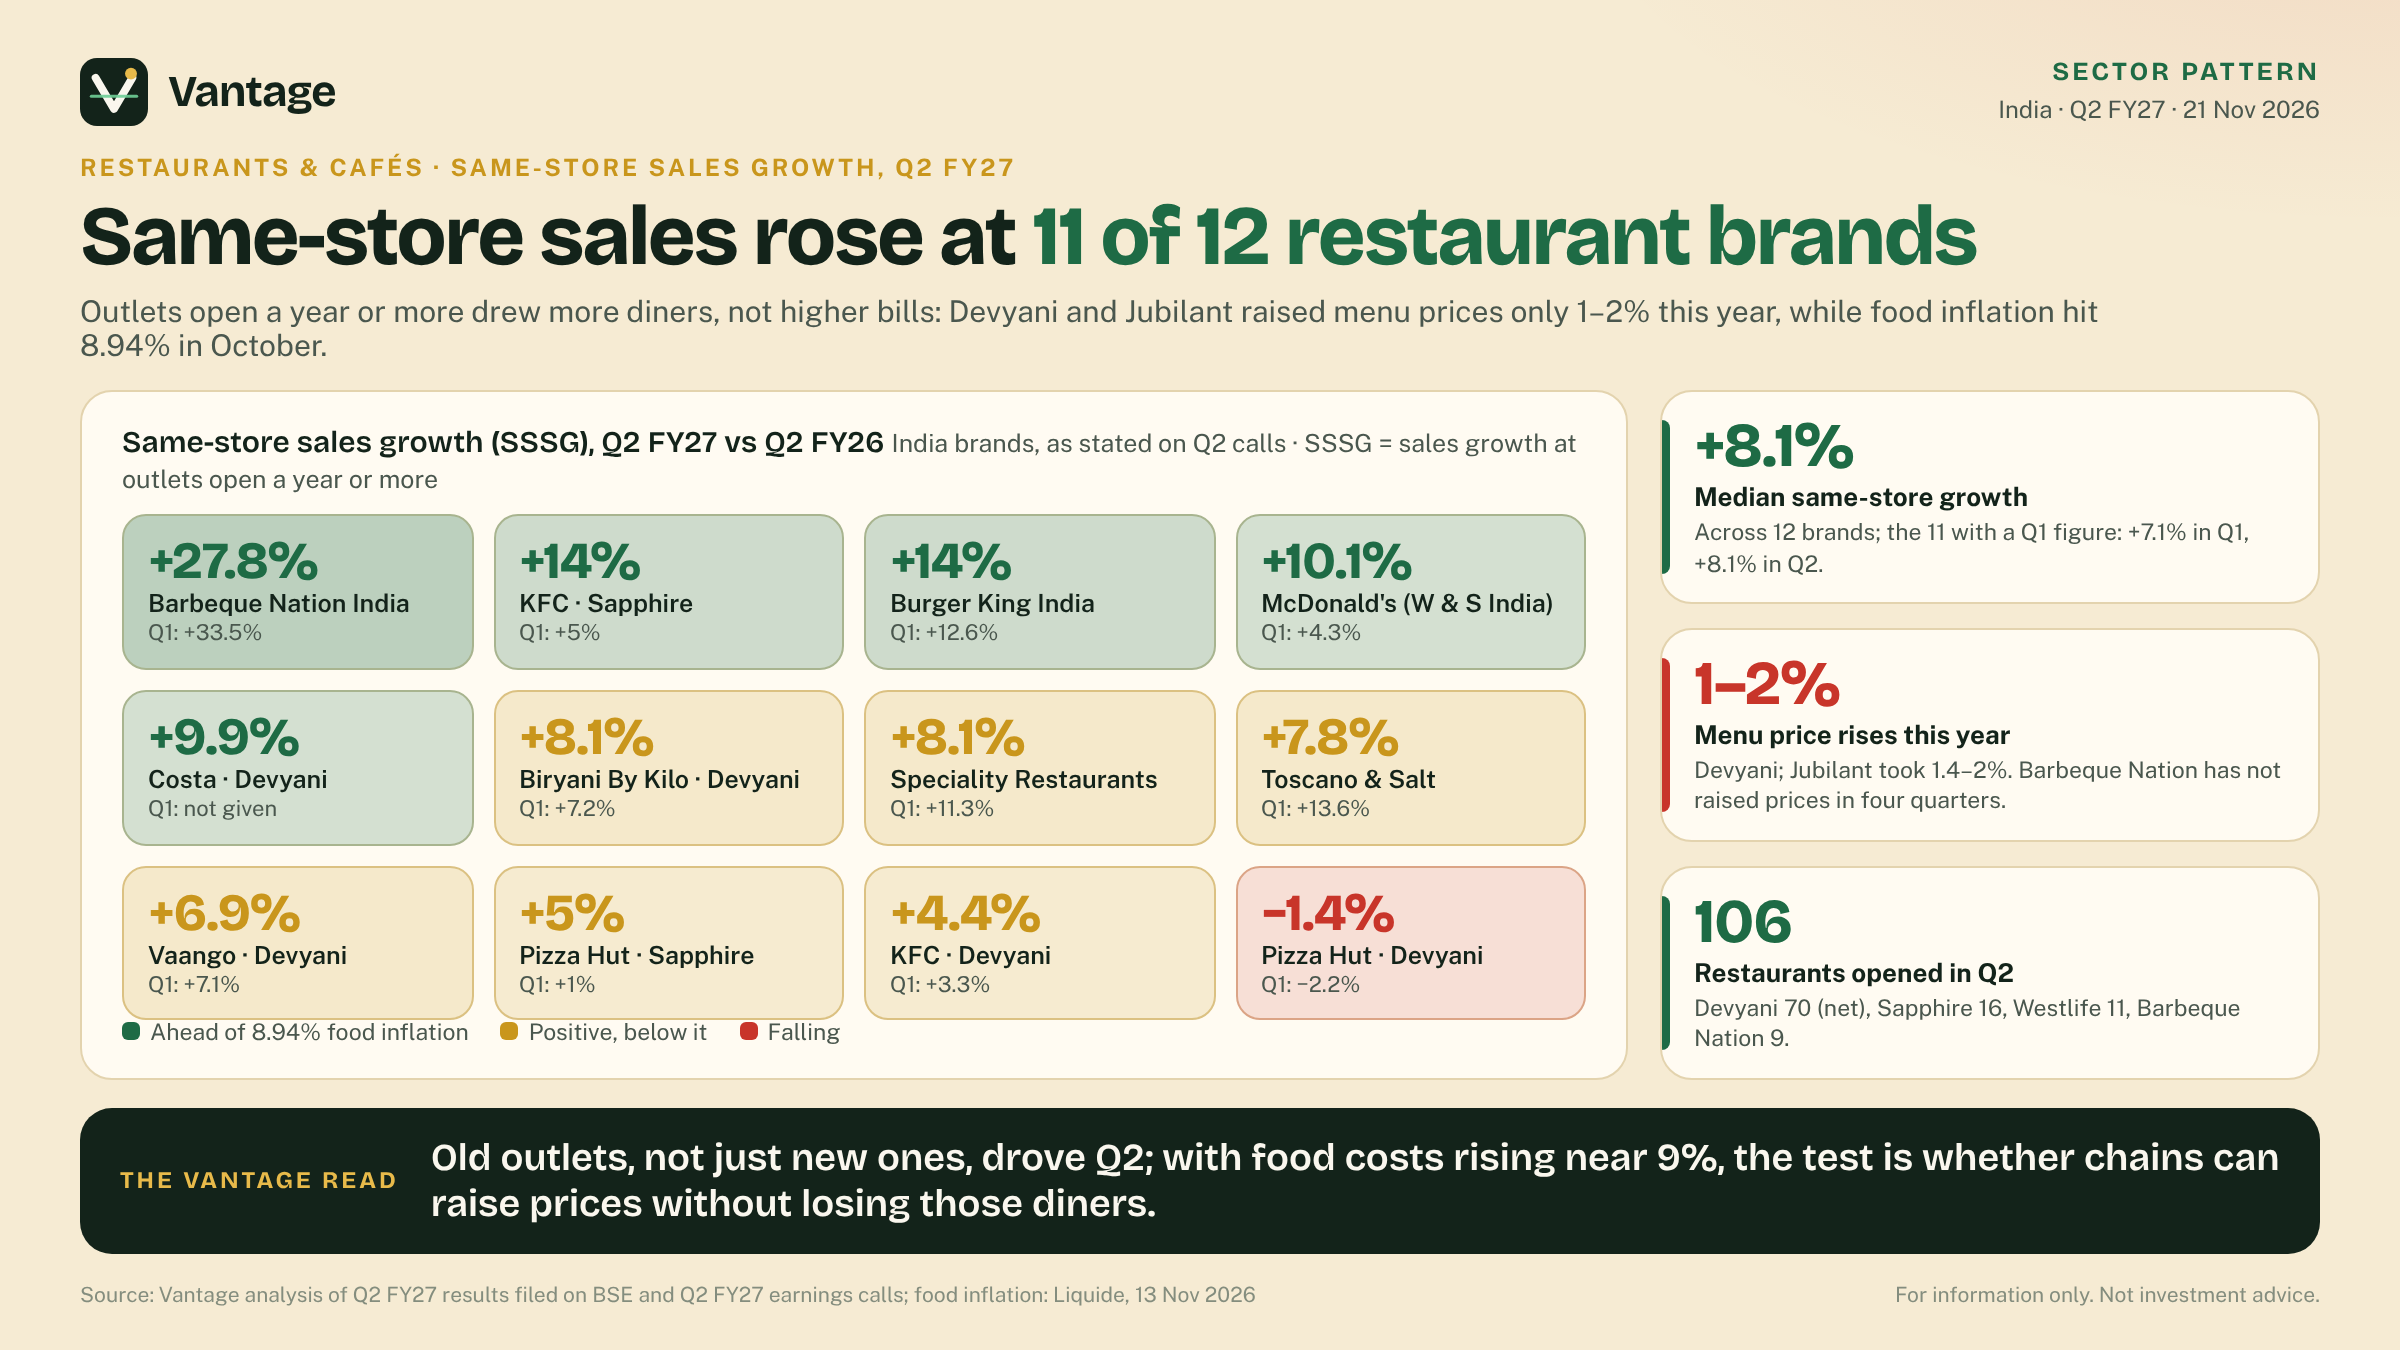 Vantage
SECTOR PATTERN
India · Q2 FY27 · 21 Nov 2026
RESTAURANTS & CAFÉS · SAME-STORE SALES GROWTH, Q2 FY27
Same-store sales rose at 11 of 12 restaurant brands
Outlets open a year or more drew more diners, not higher bills: Devyani and Jubilant raised menu prices only 1–2% this year, while food inflation hit
8.94% in October.
Same-store sales growth (SSSG), Q2 FY27 vs Q2 FY26 India brands, as stated on Q2 calls · SSSG = sales growth at
outlets open a year or more
+27.8%
Barbeque Nation India
Q1: +33.5%
+14%
KFC · Sapphire
Q1: +5%
+14%
Burger King India
Q1: +12.6%
+10.1%
McDonald's (W & S India)
Q1: +4.3%
+9.9%
Costa · Devyani
Q1: not given
+8.1%
Biryani By Kilo · Devyani
Q1: +7.2%
+8.1%
Speciality Restaurants
Q1: +11.3%
+7.8%
Toscano & Salt
Q1: +13.6%
+6.9%
Vaango · Devyani
Q1: +7.1%
+5%
Pizza Hut · Sapphire
Q1: +1%
+4.4%
KFC · Devyani
Q1: +3.3%
−1.4%
Pizza Hut · Devyani
Q1: −2.2%
Ahead of 8.94% food inflation
Positive, below it
Falling
+8.1%
Median same-store growth
Across 12 brands; the 11 with a Q1 figure: +7.1% in Q1,
+8.1% in Q2.
1–2%
Menu price rises this year
Devyani; Jubilant took 1.4–2%. Barbeque Nation has not
raised prices in four quarters.
106
Restaurants opened in Q2
Devyani 70 (net), Sapphire 16, Westlife 11, Barbeque
Nation 9.
THE VANTAGE READ
Old outlets, not just new ones, drove Q2; with food costs rising near 9%, the test is whether chains can
raise prices without losing those diners.
Source: Vantage analysis of Q2 FY27 results filed on BSE and Q2 FY27 earnings calls; food inflation: Liquide, 13 Nov 2026
For information only. Not investment advice.